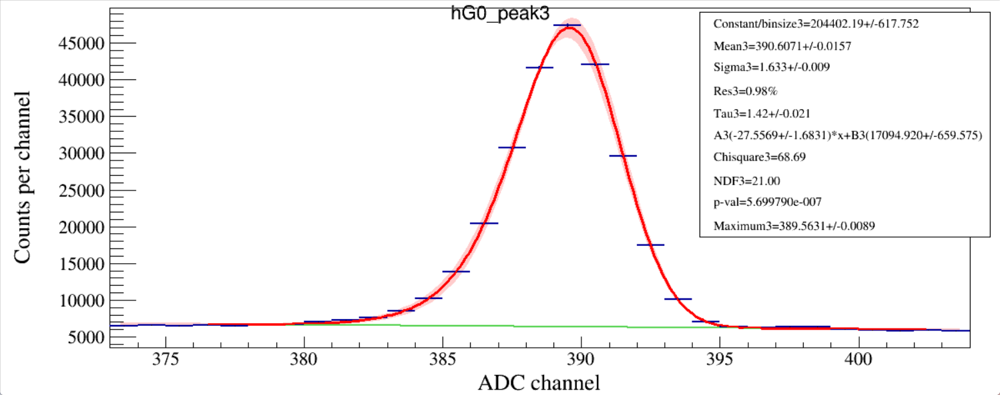 hG0_peak3
Constant/binsize3=204402.19+/-617.752
Mean3=390.6071+/-0.0157
Sigma3=1.633+/-0.009
Res3=0.98%
Tau3=1.42+/-0.021
A3(-27.5569+/-1.6831)*x+B3(17094.920+/-659.575)
Chisquare3=68.69
NDF3=21.00
p-val=5.699790e-007
Maximum3=389.5631+/-0.0089
Counts per channel
45000
40000
35000
30000
25000
20000
15000
10000
5000
375 380 385 390 395 400
ADC channel